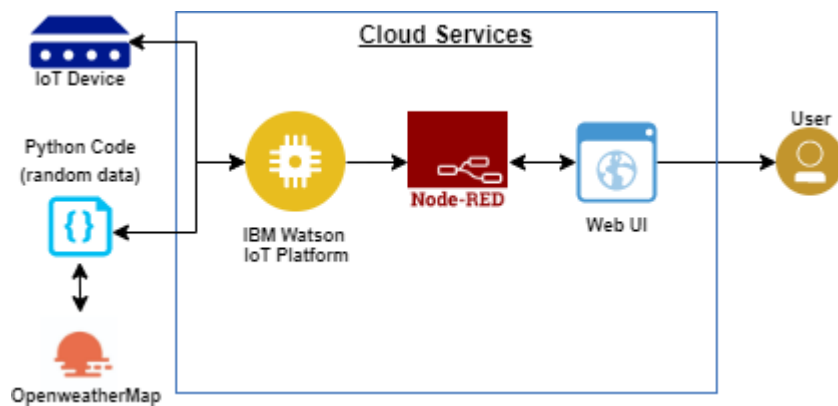 Cloud Services
IoT Device
Python Code
(random data)
User
Node-RED
IBM Watson
IoT Platform
Web UI
OpenweatherMap